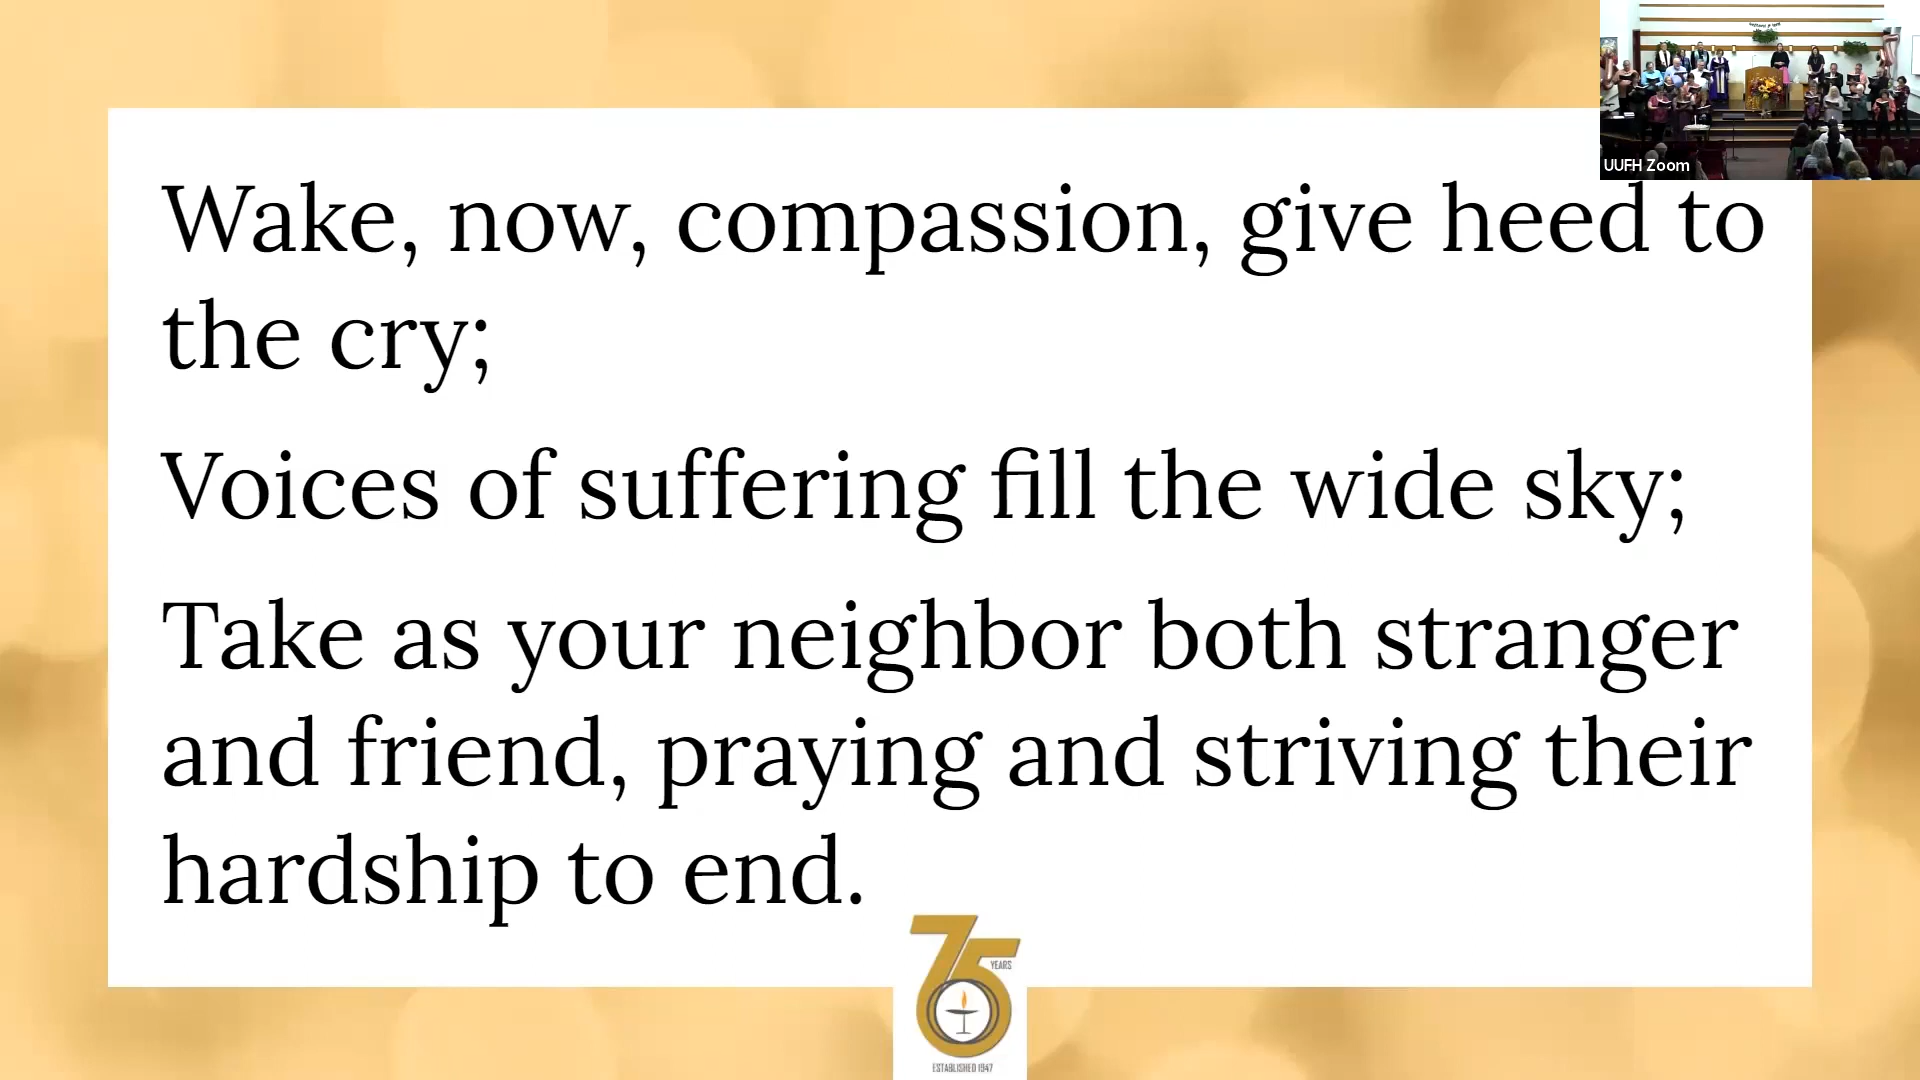 UUFH Zoom
Wake, now, compassion, give heed to
the cry;
Voices of suffering fill the wide sky;
Take as your neighbor both stranger
and friend, praying and striving their
hardship to end.
75
YEARS
ESTABLISHED 1947